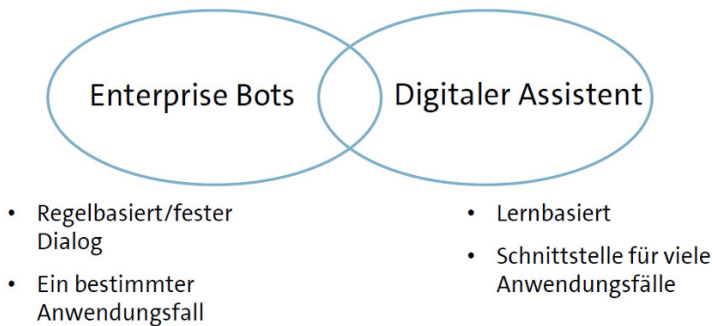 Enterprise Bots
Digitaler Assistent
• Regelbasiert/fester
Dialog
• Ein bestimmter
Anwendungsfall
• Lernbasiert
• Schnittstelle für viele
Anwendungsfälle